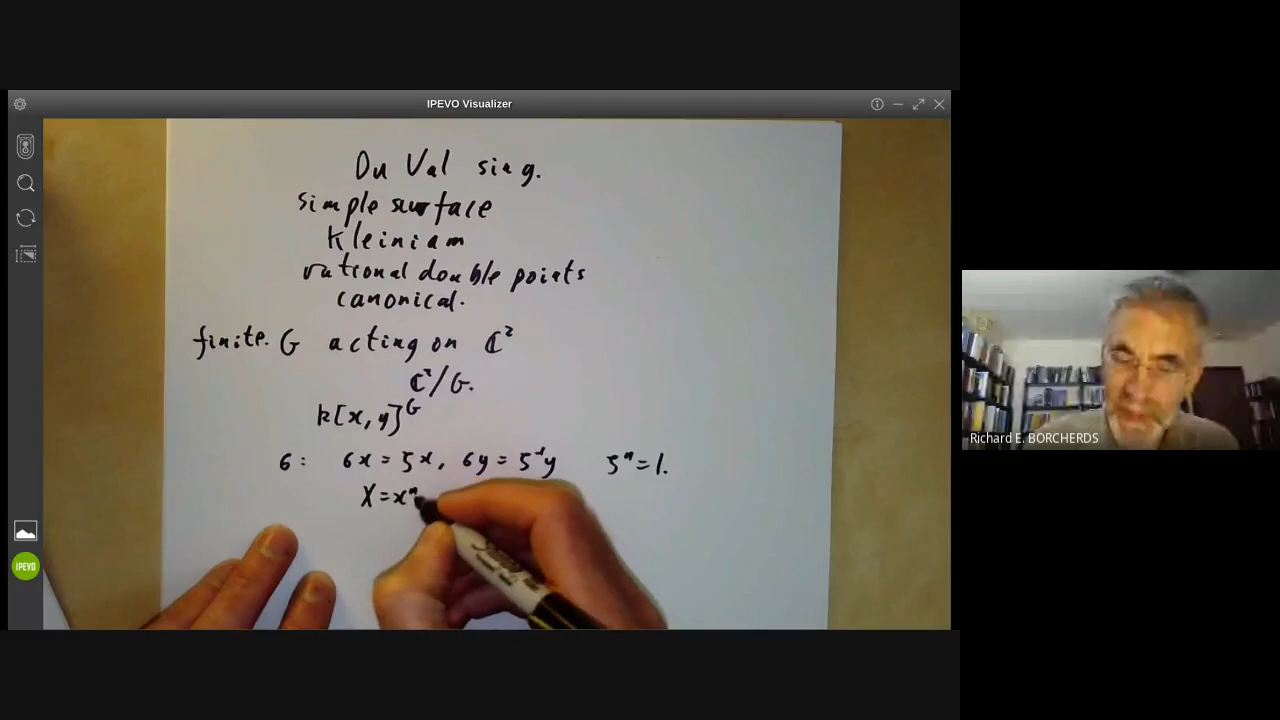 IPEVO Visualizer
Du Val sing.
simple surface
Kleinian
rational double points
canonical.
finite. G acting on ℂ²
ℂ²/G.
k[x,y]^G
σ: σx = ζx, σy = ζ⁻¹y ζⁿ=1.
X=xⁿ
IPEVO
Richard E. BORCHERDS